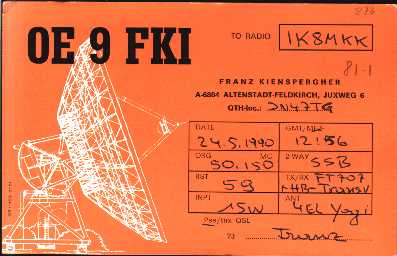 OE 9 FKI
TO RADIO IK8MKK
81-1
FRANZ KIENSPERGHER
A-6804 ALTENSTADT-FELDKIRCH, JUXWEG 6
QTH-loc.: JN47TG
DATE 24.5.1990 GMT/MEZ 12:56
QRG 50.150 MC 2-WAY SSB
RST 59 TX/RX FT707
+HB-Transv
INPT 15W ANT 4EL Yagi
Pse/tnx QSL
73 Franz